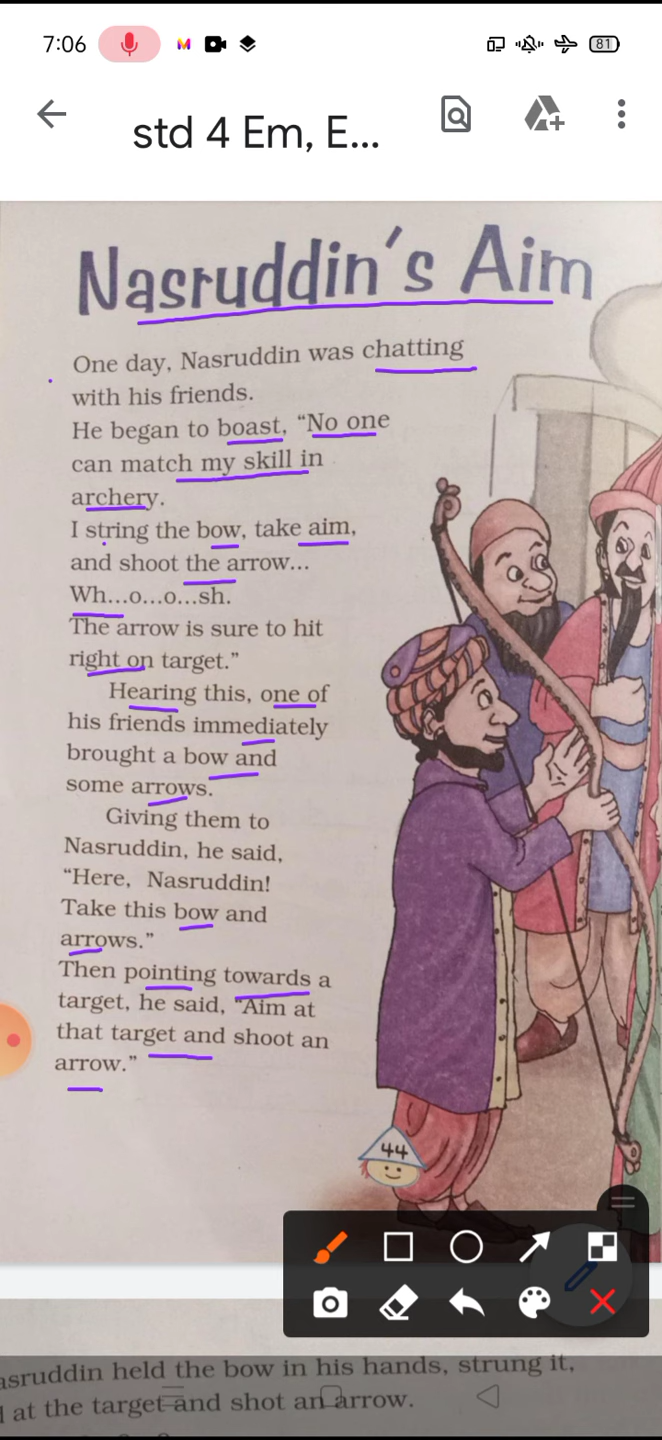 7:06
81
std 4 Em, E...
Nasruddin's Aim
One day, Nasruddin was chatting
with his friends.
He began to boast, “No one
can match my skill in
archery.
I string the bow, take aim,
and shoot the arrow...
Wh...o...o...sh.
The arrow is sure to hit
right on target.”
Hearing this, one of
his friends immediately
brought a bow and
some arrows.
Giving them to
Nasruddin, he said,
“Here, Nasruddin!
Take this bow and
arrows.”
Then pointing towards a
target, he said, “Aim at
that target and shoot an
arrow.”
44
held the bow in his hands, strung it,
at the target and shot an arrow.